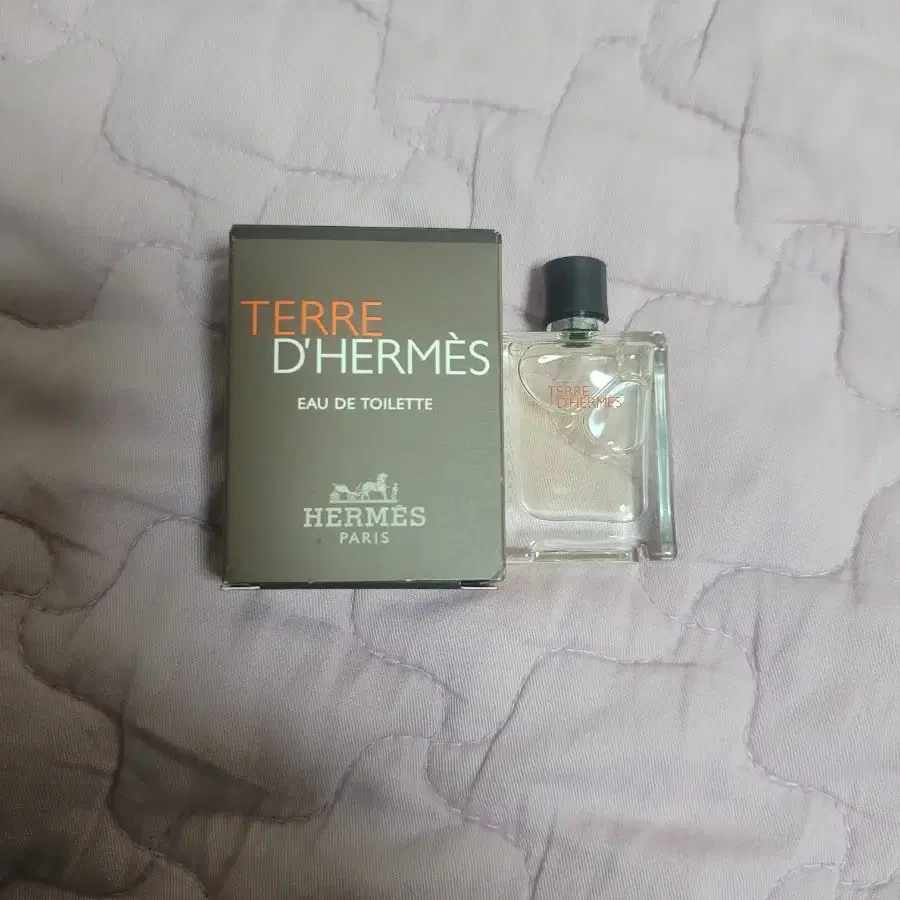 TERRE
D'HERMÈS
EAU DE TOILETTE
HERMÈS
PARIS
TERRE
D'HERMÈS